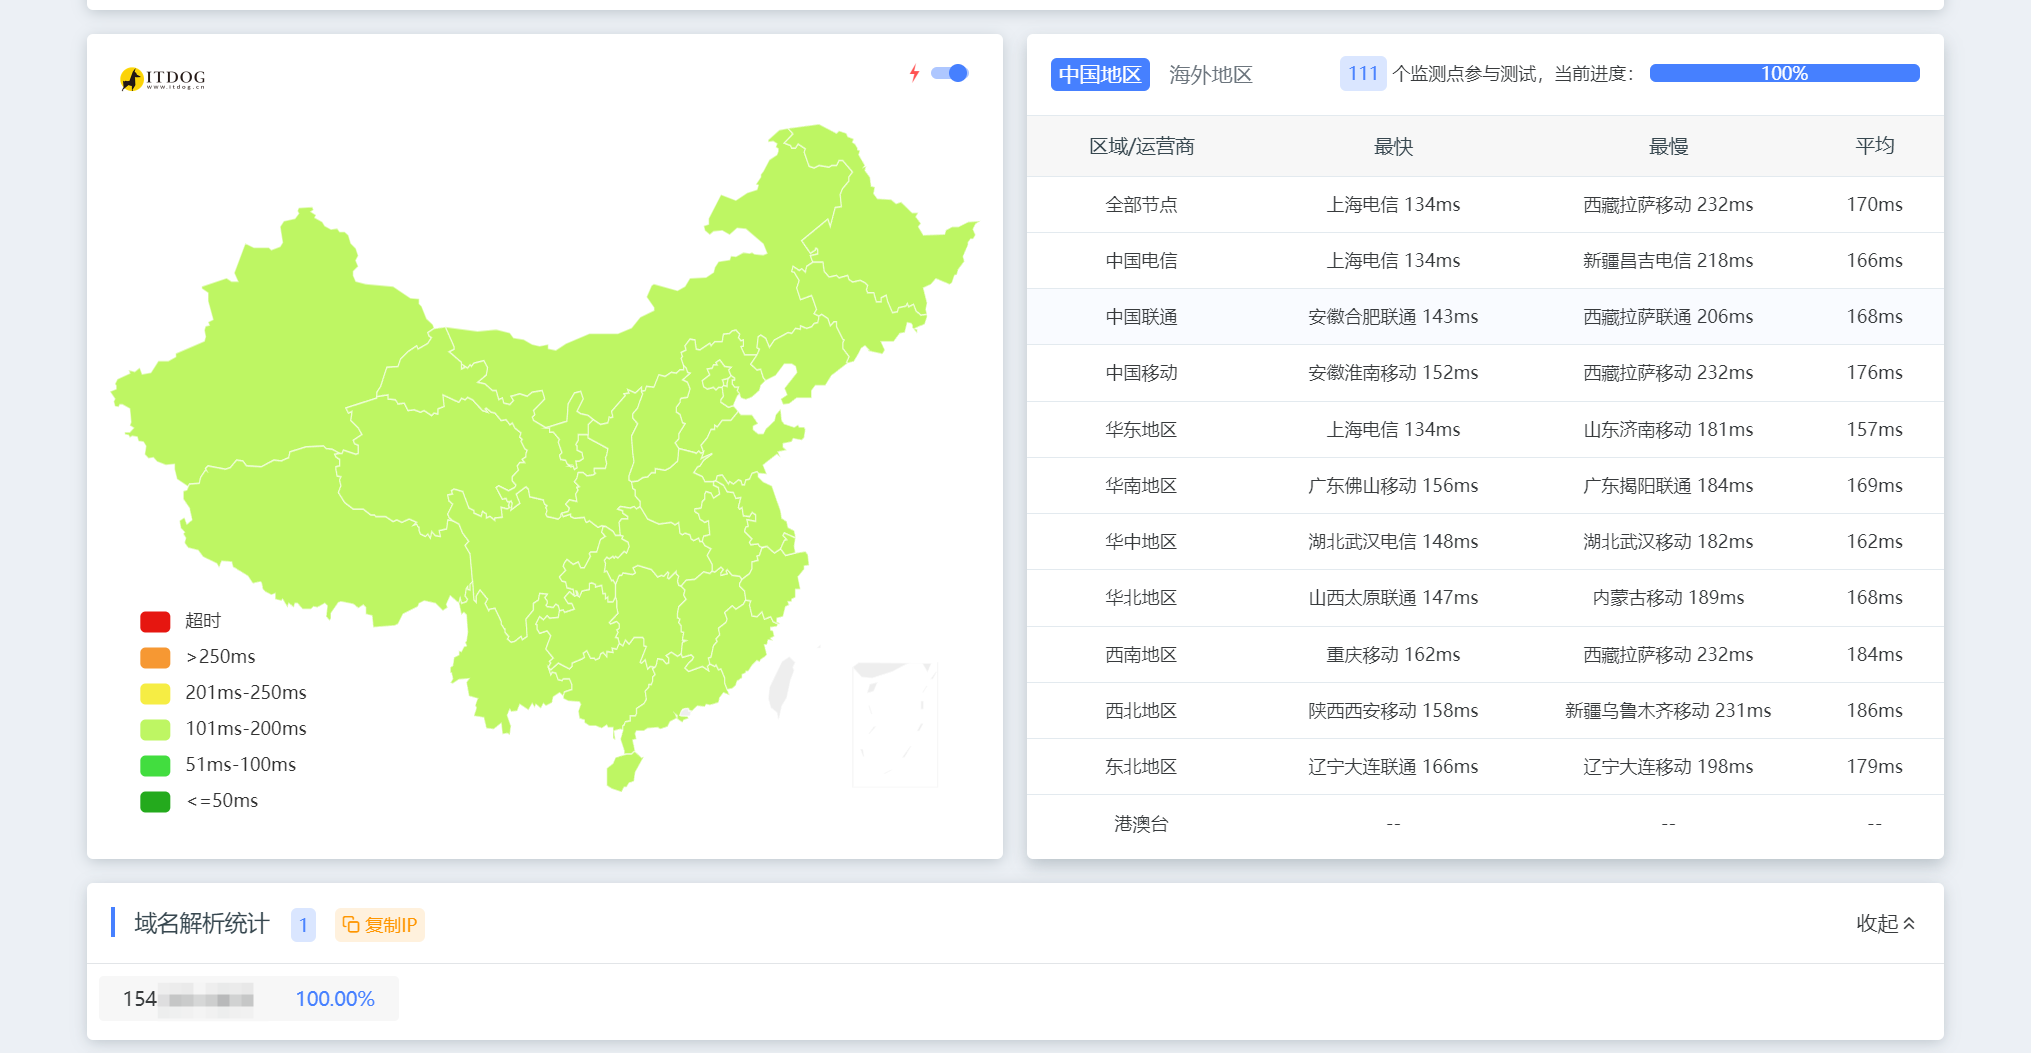 ITDOG
www.itdog.cn
超时
>250ms
201ms-250ms
101ms-200ms
51ms-100ms
<=50ms
中国地区 海外地区 111 个监测点参与测试，当前进度： 100%
区域/运营商 最快 最慢 平均
全部节点 上海电信 134ms 西藏拉萨移动 232ms 170ms
中国电信 上海电信 134ms 新疆昌吉电信 218ms 166ms
中国联通 安徽合肥联通 143ms 西藏拉萨联通 206ms 168ms
中国移动 安徽淮南移动 152ms 西藏拉萨移动 232ms 176ms
华东地区 上海电信 134ms 山东济南移动 181ms 157ms
华南地区 广东佛山移动 156ms 广东揭阳联通 184ms 169ms
华中地区 湖北武汉电信 148ms 湖北武汉移动 182ms 162ms
华北地区 山西太原联通 147ms 内蒙古移动 189ms 168ms
西南地区 重庆移动 162ms 西藏拉萨移动 232ms 184ms
西北地区 陕西西安移动 158ms 新疆乌鲁木齐移动 231ms 186ms
东北地区 辽宁大连联通 166ms 辽宁大连移动 198ms 179ms
港澳台 -- -- --
域名解析统计 1 复制IP 收起
154 100.00%